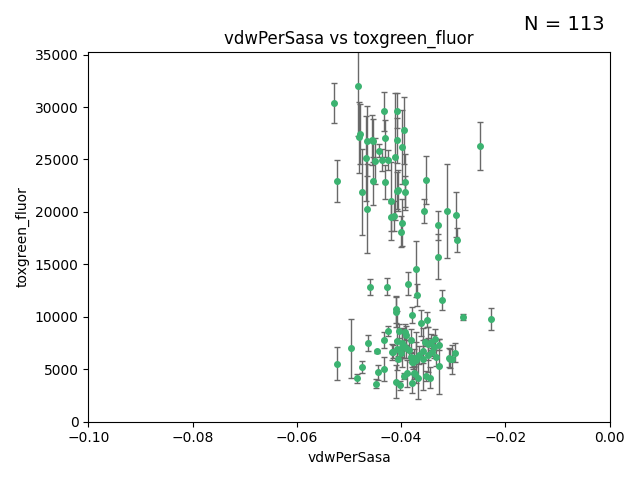 N = 113
vdwPerSasa vs toxgreen_fluor
35000
30000
25000
20000
15000
10000
5000
0
toxgreen_fluor
−0.10 −0.08 −0.06 −0.04 −0.02 0.00
vdwPerSasa